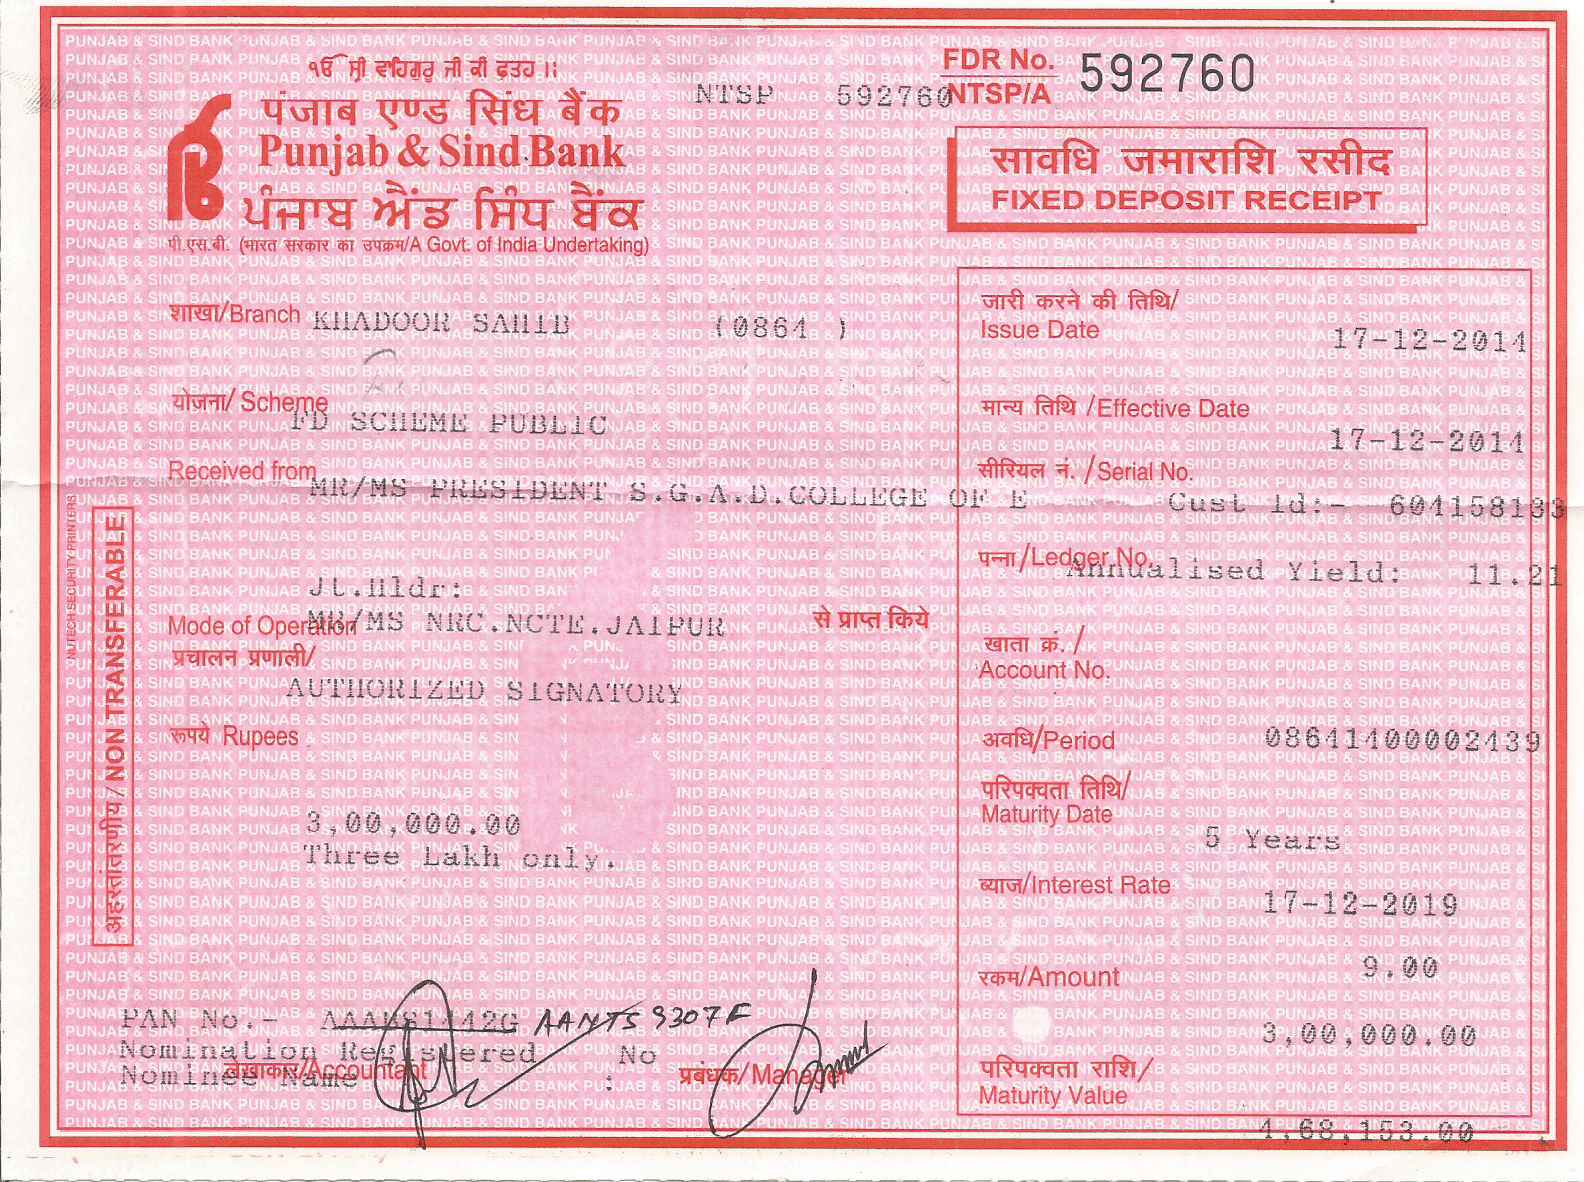 ੴ ਸ੍ਰੀ ਵਾਹਿਗੁਰੂ ਜੀ ਕੀ ਫਤਹ ॥
पंजाब एण्ड सिंध बैंक
Punjab & Sind Bank
ਪੰਜਾਬ ਐਂਡ ਸਿੰਧ ਬੈਂਕ
पी.एस.बी. (भारत सरकार का उपक्रम/A Govt. of India Undertaking)
NTSP 592760
FDR No. 592760
NTSP/A
सावधि जमाराशि रसीद
FIXED DEPOSIT RECEIPT
शाखा/Branch KHADOOR SAHIB (0864 )
योजना/ Scheme
FD SCHEME PUBLIC
Received from
MR/MS PRESIDENT S.G.A.D.COLLEGE OF E
Jt.Hldr:
Mode of Operation MR/MS NRC.NCTE.JAIPUR
से प्राप्त किये
प्रचालन प्रणाली/
AUTHORIZED SIGNATORY
रूपये Rupees
3,00,000.00
Three Lakh only.
NUTECH SECURITY PRINTERS
अहस्तांतरणीय / NON TRANSFERABLE
जारी करने की तिथि/
Issue Date
17-12-2014
मान्य तिथि /Effective Date
17-12-2014
सीरियल नं. /Serial No.
Cust Id:- 604158133
पन्ना/Ledger No.
Annualised Yield: 11.21
खाता क्रं. /
Account No.
अवधि/Period 08641400002439
परिपक्वता तिथि/
Maturity Date
5 Years
ब्याज/Interest Rate
17-12-2019
9.00
रकम/Amount
3,00,000.00
परिपक्वता राशि/
Maturity Value
4,68,153.00
PAN No.- AAAKS1442G AANTS9307F
Nomination Registered No
Nominee Name :
लेखाकार/Accountant
प्रबंधक/Manager